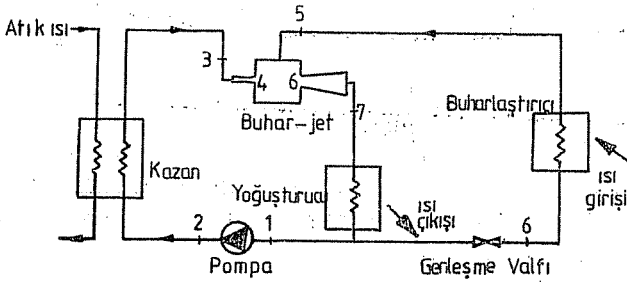 5
Atık ısı
3
4
6
7
Buhar-jet
Buharlaştırıcı
Kazan
Yoğuşturucu
ısı
girişi
ısı
çıkışı
2
1
6
Pompa
Genleşme Valfı